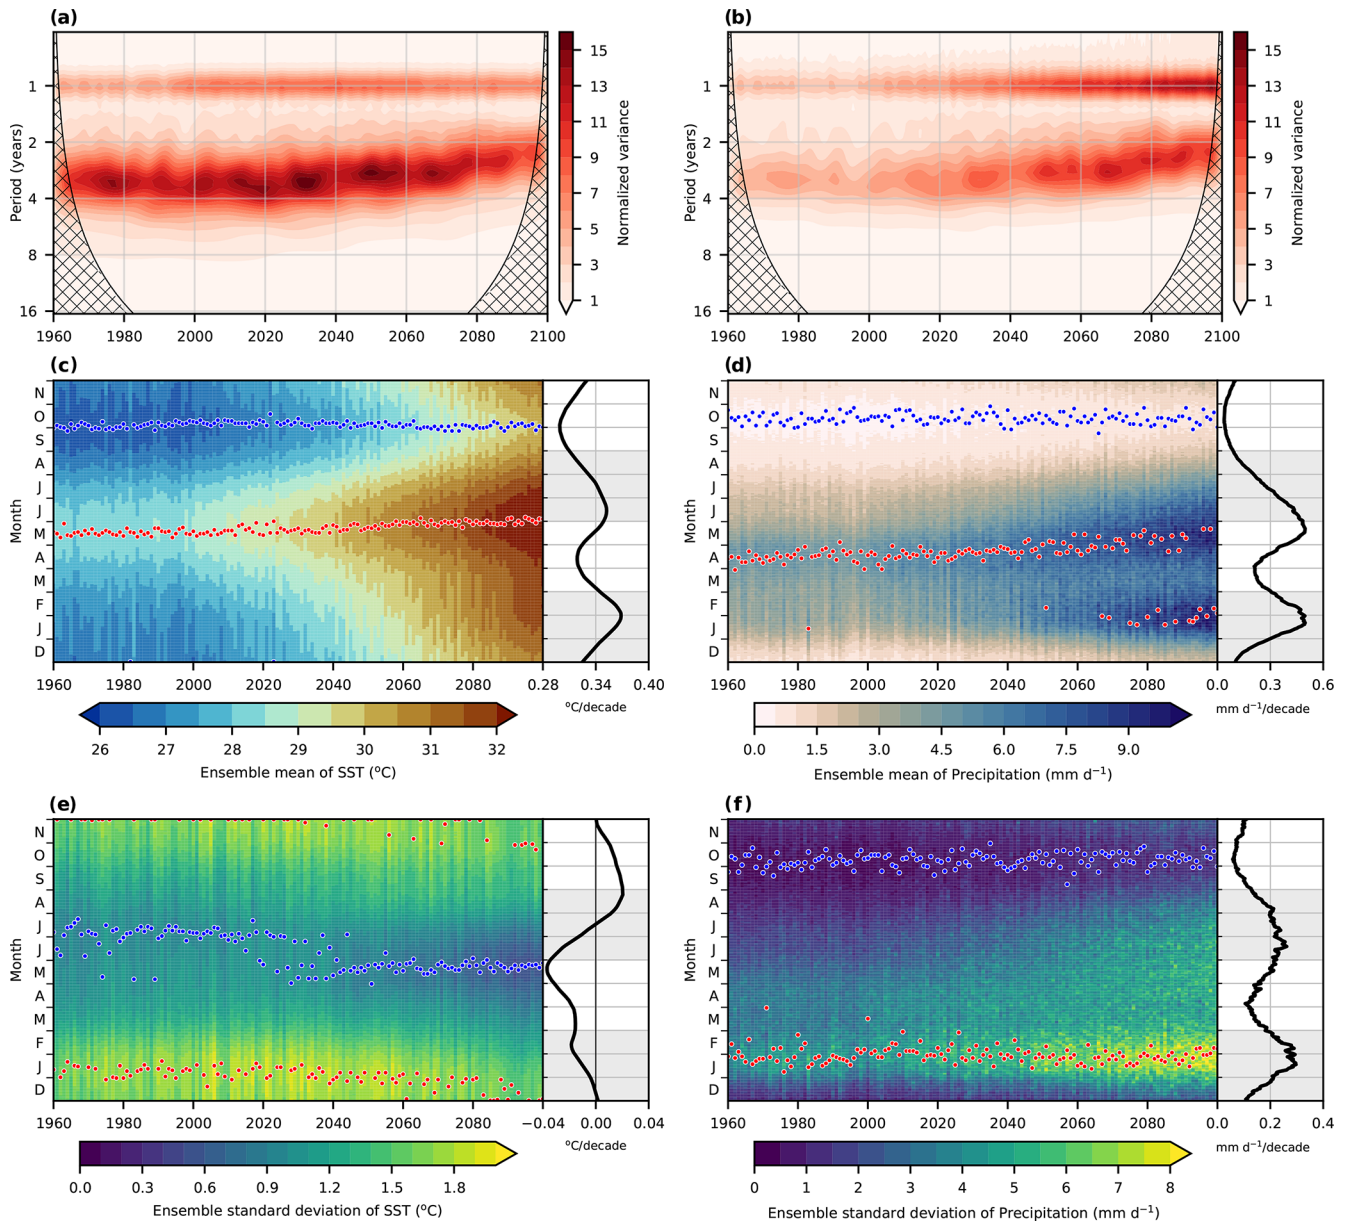 (a)
Period (years)
1
2
4
8
16
1960 1980 2000 2020 2040 2060 2080 2100
15
13
11
9
7
5
3
1
Normalized variance
(b)
Period (years)
1
2
4
8
16
1960 1980 2000 2020 2040 2060 2080 2100
15
13
11
9
7
5
3
1
Normalized variance
(c)
Month
N
O
S
A
J
J
M
A
M
F
J
D
1960 1980 2000 2020 2040 2060 2080 0.28 0.34 0.40
°C/decade
26 27 28 29 30 31 32
Ensemble mean of SST (°C)
(d)
Month
N
O
S
A
J
J
M
A
M
F
J
D
1960 1980 2000 2020 2040 2060 2080 0.0 0.3 0.6
mm d⁻¹/decade
0.0 1.5 3.0 4.5 6.0 7.5 9.0
Ensemble mean of Precipitation (mm d⁻¹)
(e)
Month
N
O
S
A
J
J
M
A
M
F
J
D
1960 1980 2000 2020 2040 2060 2080 −0.04 0.00 0.04
°C/decade
0.0 0.3 0.6 0.9 1.2 1.5 1.8
Ensemble standard deviation of SST (°C)
(f)
Month
N
O
S
A
J
J
M
A
M
F
J
D
1960 1980 2000 2020 2040 2060 2080 0.0 0.2 0.4
mm d⁻¹/decade
0 1 2 3 4 5 6 7 8
Ensemble standard deviation of Precipitation (mm d⁻¹)